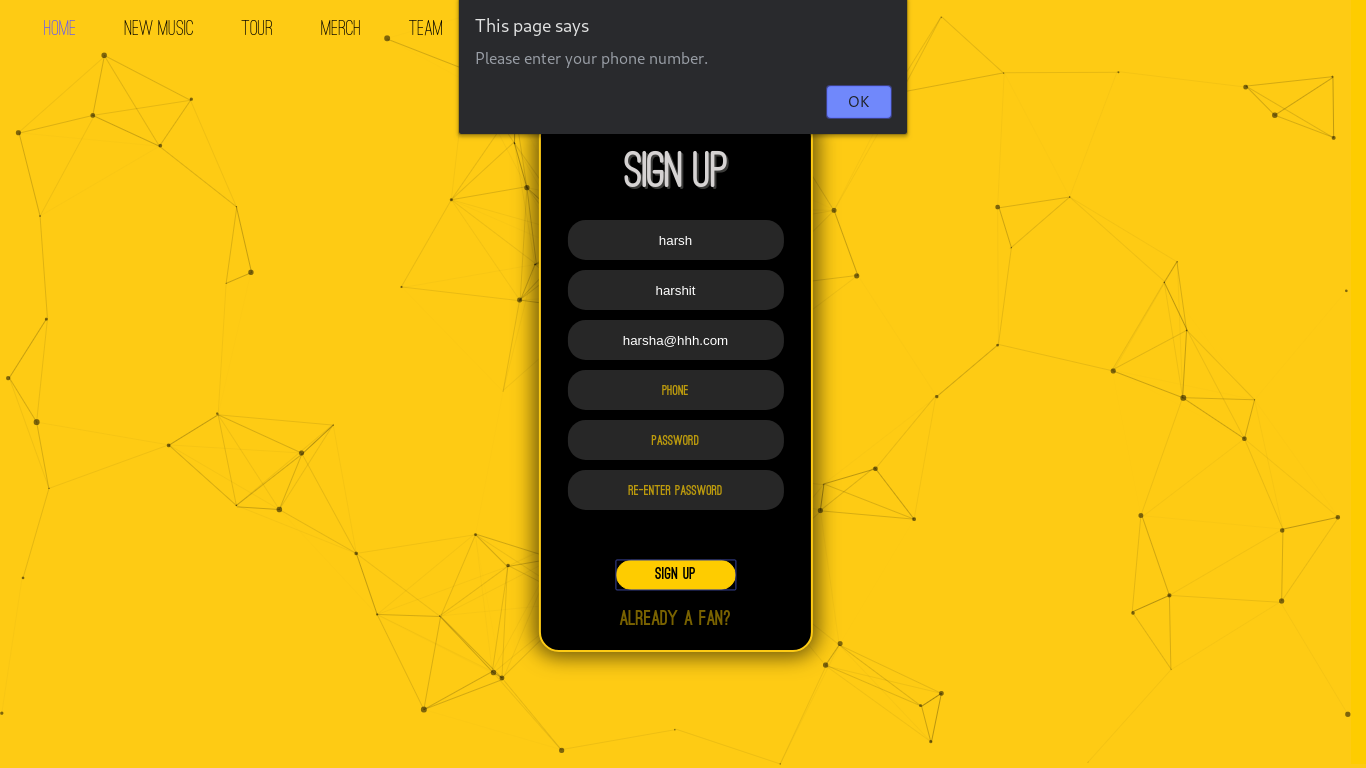 HOME NEW MUSIC TOUR MERCH TEAM
This page says
Please enter your phone number.
OK
SIGN UP
harsh
harshit
harsha@hhh.com
PHONE
PASSWORD
RE-ENTER PASSWORD
SIGN UP
ALREADY A FAN?